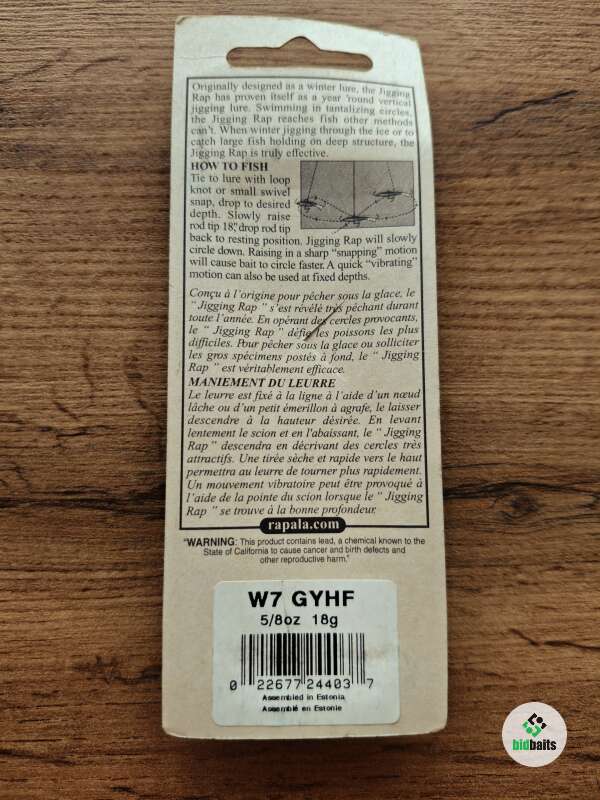 Originally designed as a winter lure, the Jigging
Rap has proven itself as a year 'round vertical
jigging lure. Swimming in tantalizing circles,
the Jigging Rap reaches fish other methods
can't. When winter jigging through the ice or to
catch large fish holding on deep structure, the
Jigging Rap is truly effective.
HOW TO FISH
Tie to lure with loop
knot or small swivel
snap, drop to desired
depth. Slowly raise
rod tip 18", drop rod tip
back to resting position. Jigging Rap will slowly
circle down. Raising in a sharp "snapping" motion
will cause bait to circle faster. A quick "vibrating"
motion can also be used at fixed depths.
Conçu à l'origine pour pêcher sous la glace, le
"Jigging Rap" s'est révélé très pêchant durant
toute l'année. En opérant des cercles provocants,
le "Jigging Rap" défie les poissons les plus
difficiles. Pour pêcher sous la glace ou solliciter
les gros spécimens postés à fond, le "Jigging
Rap" est véritablement efficace.
MANIEMENT DU LEURRE
Le leurre est fixé à la ligne à l'aide d'un nœud
lâche ou d'un petit émerillon à agrafe, le laisser
descendre à la hauteur désirée. En levant
lentement le scion et en l'abaissant, le "Jigging
Rap" descendra en décrivant des cercles très
attractifs. Une tirée sèche et rapide vers le haut
permettra au leurre de tourner plus rapidement.
Un mouvement vibratoire peut être provoqué à
l'aide de la pointe du scion lorsque le "Jigging
Rap" se trouve à la bonne profondeur.
rapala.com
"WARNING: This product contains lead, a chemical known to the
State of California to cause cancer and birth defects and
other reproductive harm."
W7 GYHF
5/8oz 18g
0 22677 24403 7
Assembled in Estonia
Assemblé en Estonie
bidbaits